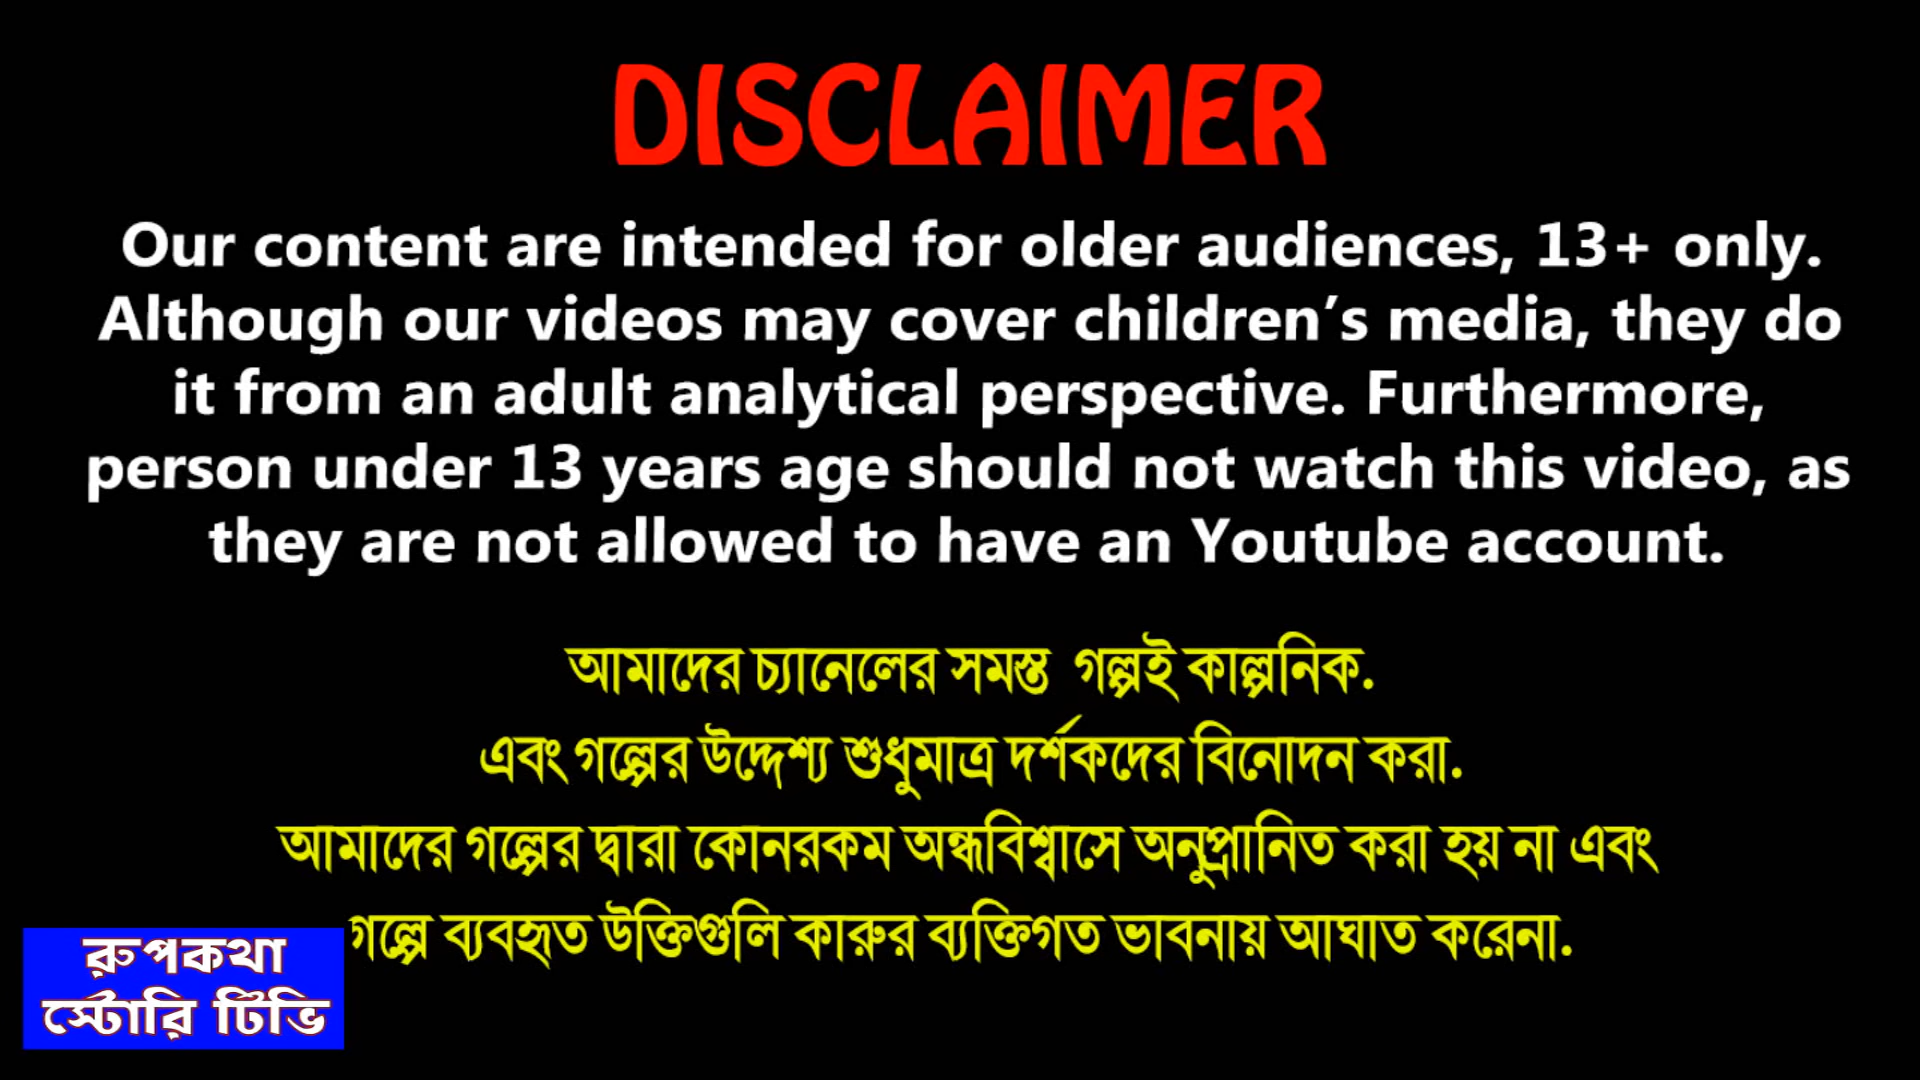 DISCLAIMER
Our content are intended for older audiences, 13+ only.
Although our videos may cover children’s media, they do
it from an adult analytical perspective. Furthermore,
person under 13 years age should not watch this video, as
they are not allowed to have an Youtube account.
আমাদের চ্যানেলের সমস্ত গল্পই কাল্পনিক.
এবং গল্পের উদ্দেশ্য শুধুমাত্র দর্শকদের বিনোদন করা.
আমাদের গল্পের দ্বারা কোনরকম অন্ধবিশ্বাসে অনুপ্রানিত করা হয় না এবং
গল্পে ব্যবহৃত উক্তিগুলি কারুর ব্যক্তিগত ভাবনায় আঘাত করেনা.
রুপকথা
স্টোরি টিভি